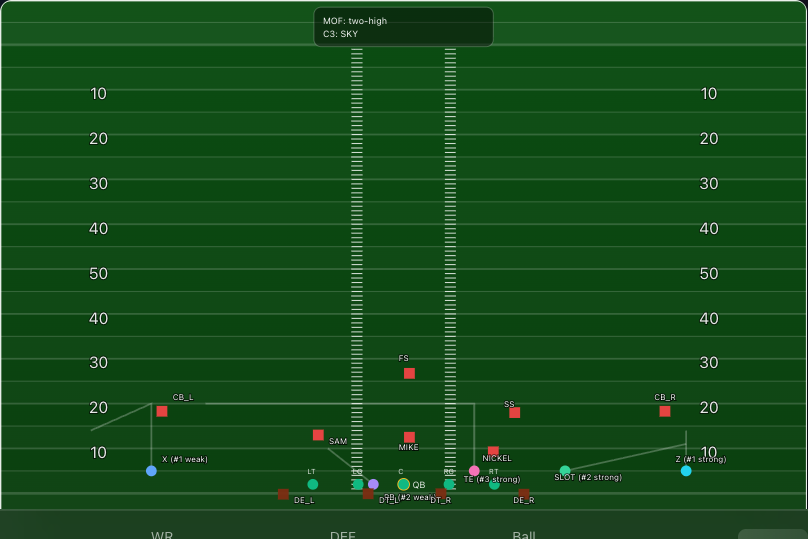 MOF: two-high
C3: SKY
10 10
20 20
30 30
40 40
50 50
40 40
30 30
FS
CB_L CB_R
20 SS 20
SAM MIKE
10 NICKEL 10
X (#1 weak) Z (#1 strong)
LT LG C RG RT
TE (#3 strong) SLOT (#2 strong)
QB
RB (#2 weak)
DE_L DT_L DT_R DE_R
WR DEF Ball